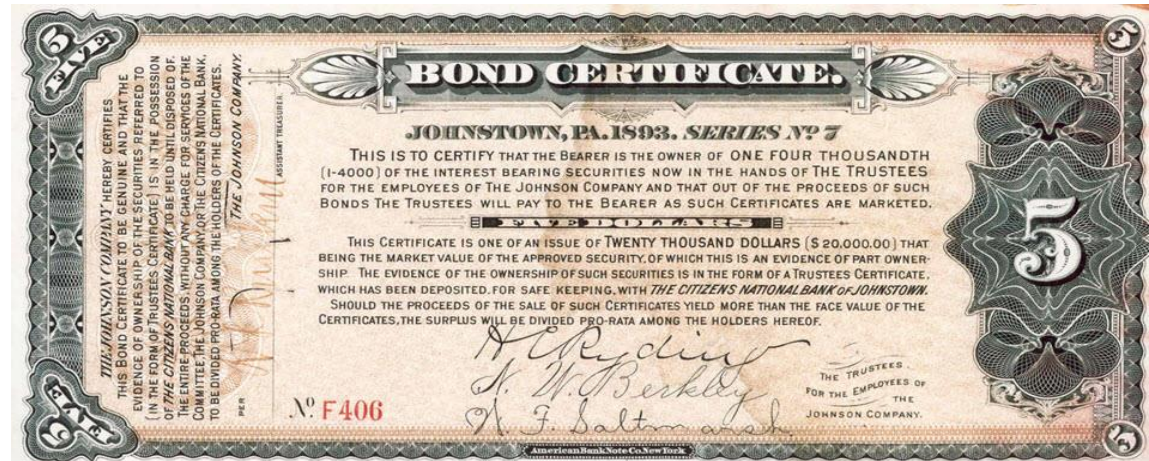 5
FIVE
5
FIVE
THE JOHNSON COMPANY HEREBY CERTIFIES
THIS BOND CERTIFICATE TO BE GENUINE AND THAT THE
EVIDENCE OF OWNERSHIP OF THE SECURITIES REFERRED TO
(IN THE FORM OF TRUSTEES CERTIFICATE) IS IN THE POSSESSION
OF THE CITIZENS NATIONAL BANK TO BE HELD UNTIL DISPOSED OF.
THE ENTIRE PROCEEDS, WITHOUT ANY CHARGE FOR SERVICES OF THE
COMMITTEE, THE JOHNSON COMPANY, OR THE CITIZENS NATIONAL BANK,
TO BE DIVIDED PRO-RATA AMONG THE HOLDERS OF THE CERTIFICATES.
THE JOHNSON COMPANY.
PER
ASSISTANT TREASURER.
BOND CERTIFICATE.
JOHNSTOWN, PA. 1893. SERIES No 7
THIS IS TO CERTIFY THAT THE BEARER IS THE OWNER OF ONE FOUR THOUSANDTH
(1-4000) OF THE INTEREST BEARING SECURITIES NOW IN THE HANDS OF THE TRUSTEES
FOR THE EMPLOYEES OF THE JOHNSON COMPANY AND THAT OUT OF THE PROCEEDS OF SUCH
BONDS THE TRUSTEES WILL PAY TO THE BEARER AS SUCH CERTIFICATES ARE MARKETED.
FIVE DOLLARS
THIS CERTIFICATE IS ONE OF AN ISSUE OF TWENTY THOUSAND DOLLARS ($20,000.00) THAT
BEING THE MARKET VALUE OF THE APPROVED SECURITY, OF WHICH THIS IS AN EVIDENCE OF PART OWNER-
SHIP. THE EVIDENCE OF THE OWNERSHIP OF SUCH SECURITIES IS IN THE FORM OF A TRUSTEES CERTIFICATE,
WHICH HAS BEEN DEPOSITED, FOR SAFE KEEPING, WITH THE CITIZENS NATIONAL BANK OF JOHNSTOWN.
SHOULD THE PROCEEDS OF THE SALE OF SUCH CERTIFICATES YIELD MORE THAN THE FACE VALUE OF THE
CERTIFICATES, THE SURPLUS WILL BE DIVIDED PRO-RATA AMONG THE HOLDERS HEREOF.
H C Ryding
N. W. Berkley
W. F. Saltmarsh
No F406
THE TRUSTEES
FOR THE EMPLOYEES OF
THE
JOHNSON COMPANY.
5
5
5
American Bank Note Co. New York